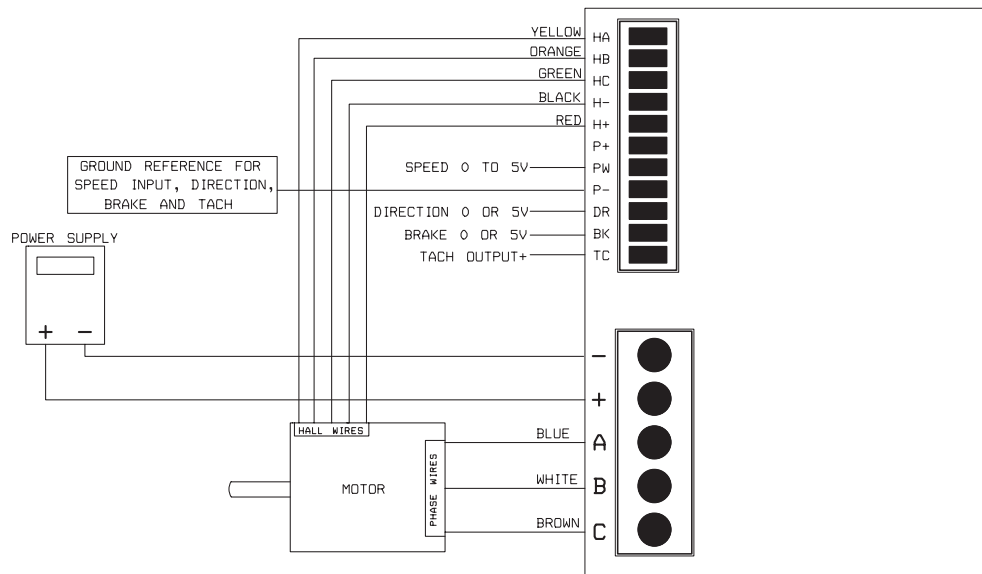 YELLOW HA
ORANGE HB
GREEN HC
BLACK H-
RED H+
P+
SPEED 0 TO 5V PW
GROUND REFERENCE FOR
SPEED INPUT, DIRECTION,
BRAKE AND TACH
P-
DIRECTION 0 OR 5V DR
BRAKE 0 OR 5V BK
TACH OUTPUT+ TC
POWER SUPPLY
+ -
-
+
HALL WIRES
MOTOR
PHASE WIRES
BLUE A
WHITE B
BROWN C